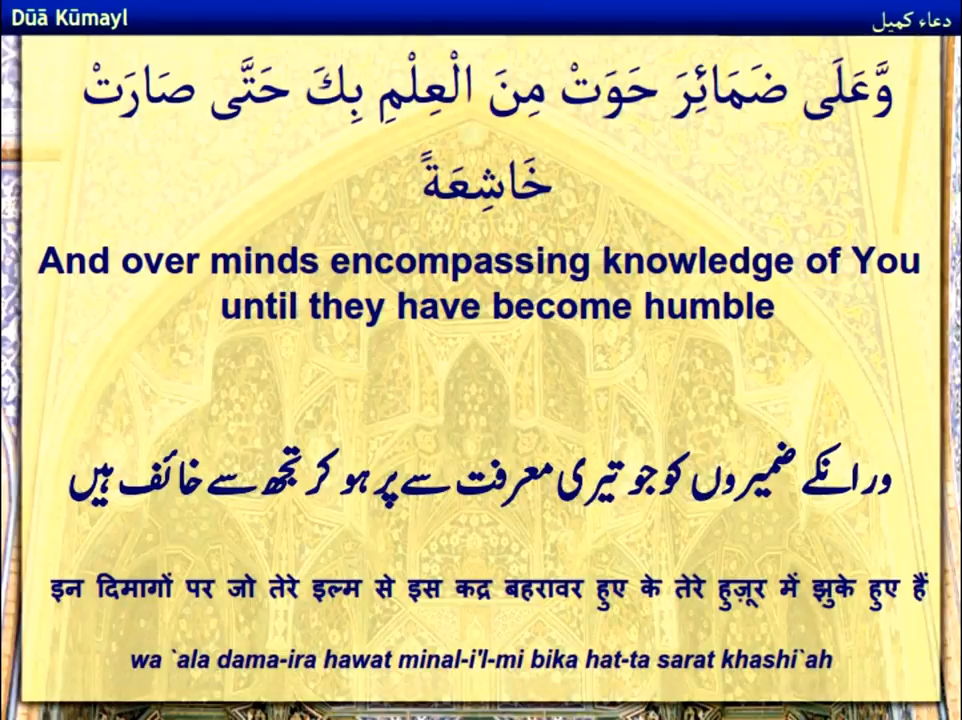 Dūā Kūmayl
دعاء كميل
وَّعَلَى ضَمَائِرَ حَوَتْ مِنَ الْعِلْمِ بِكَ حَتَّى صَارَتْ
خَاشِعَةً
And over minds encompassing knowledge of You
until they have become humble
ور انکے ضمیروں کو جو تیری معرفت سے پر ہو کر تجھ سے خائف ہیں
इन दिमागों पर जो तेरे इल्म से इस कद्र बहरावर हुए के तेरे हुज़ूर में झुके हुए हैं
wa `ala dama-ira hawat minal-i'l-mi bika hat-ta sarat khashi`ah